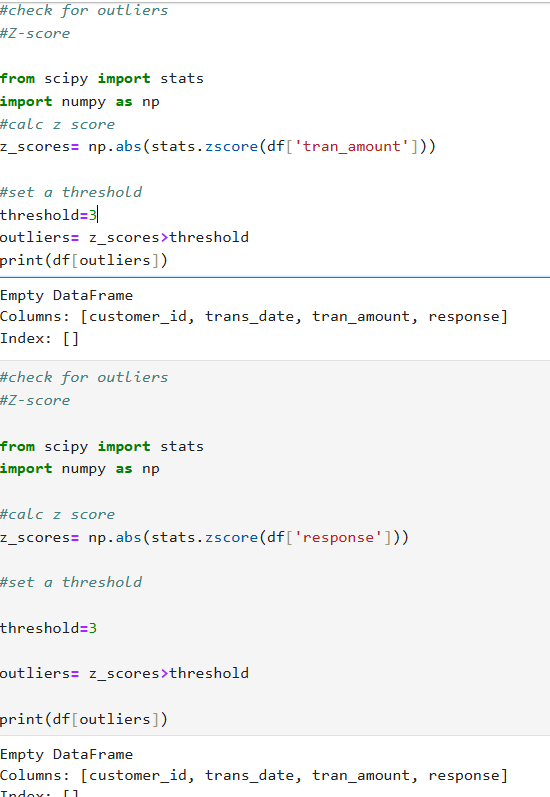 #check for outliers
#Z-score
from scipy import stats
import numpy as np
#calc z score
z_scores= np.abs(stats.zscore(df['tran_amount']))
#set a threshold
threshold=3
outliers= z_scores>threshold
print(df[outliers])
Empty DataFrame
Columns: [customer_id, trans_date, tran_amount, response]
Index: []
#check for outliers
#Z-score
from scipy import stats
import numpy as np
#calc z score
z_scores= np.abs(stats.zscore(df['response']))
#set a threshold
threshold=3
outliers= z_scores>threshold
print(df[outliers])
Empty DataFrame
Columns: [customer_id, trans_date, tran_amount, response]
Index: []